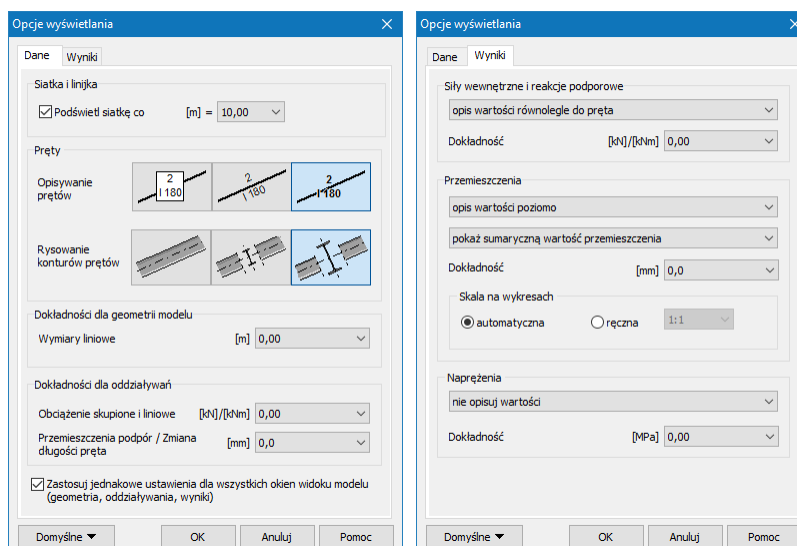 Opcje wyświetlania
Dane Wyniki
Siatka i linijka
Podświetl siatkę co [m] = 10,00
Pręty
Opisywanie
prętów
2
I 180
2
I 180
2
I 180
Rysowanie
konturów prętów
Dokładności dla geometrii modelu
Wymiary liniowe [m] 0,00
Dokładności dla oddziaływań
Obciążenie skupione i liniowe [kN]/[kNm] 0,00
Przemieszczenia podpór / Zmiana
długości pręta [mm] 0,0
Zastosuj jednakowe ustawienia dla wszystkich okien widoku modelu
(geometria, oddziaływania, wyniki)
Domyślne OK Anuluj Pomoc
Opcje wyświetlania
Dane Wyniki
Siły wewnętrzne i reakcje podporowe
opis wartości równolegle do pręta
Dokładność [kN]/[kNm] 0,00
Przemieszczenia
opis wartości poziomo
pokaż sumaryczną wartość przemieszczenia
Dokładność [mm] 0,0
Skala na wykresach
automatyczna ręczna 1:1
Naprężenia
nie opisuj wartości
Dokładność [MPa] 0,00
Domyślne OK Anuluj Pomoc